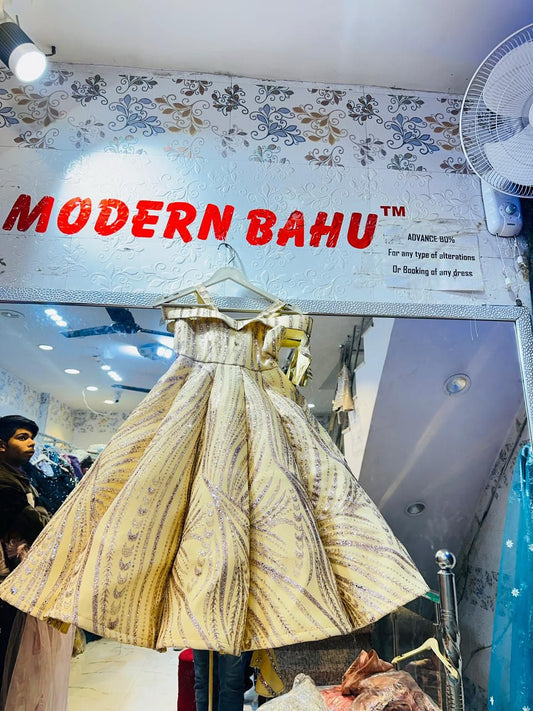 MODERN BAHU™
ADVANCE 80%
For any type of alterations
Or Booking of any dress